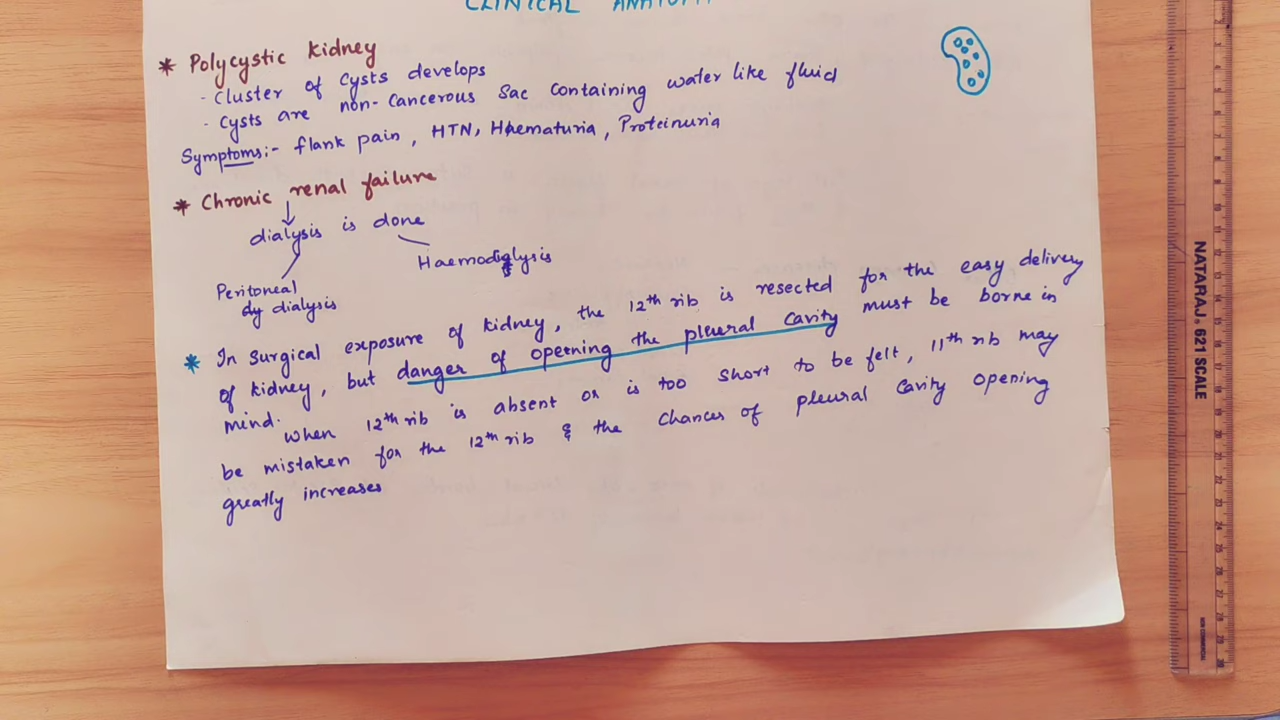 CLINICAL ANATOMY
* Polycystic kidney
· Cluster of cysts develops
· Cysts are non-cancerous sac containing water like fluid
Symptoms:- flank pain, HTN, Haematuria, Proteinuria
* Chronic renal failure
dialysis is done
Haemodialysis
Peritoneal
dy dialysis
* In surgical exposure of kidney, the 12th rib is resected for the easy delivery
of kidney, but danger of opening the pleural cavity must be borne in
mind.
When 12th rib is absent or is too short to be felt, 11th rib may
be mistaken for the 12th rib & the chances of pleural cavity opening
greatly increases
NATARAJ® 621 SCALE